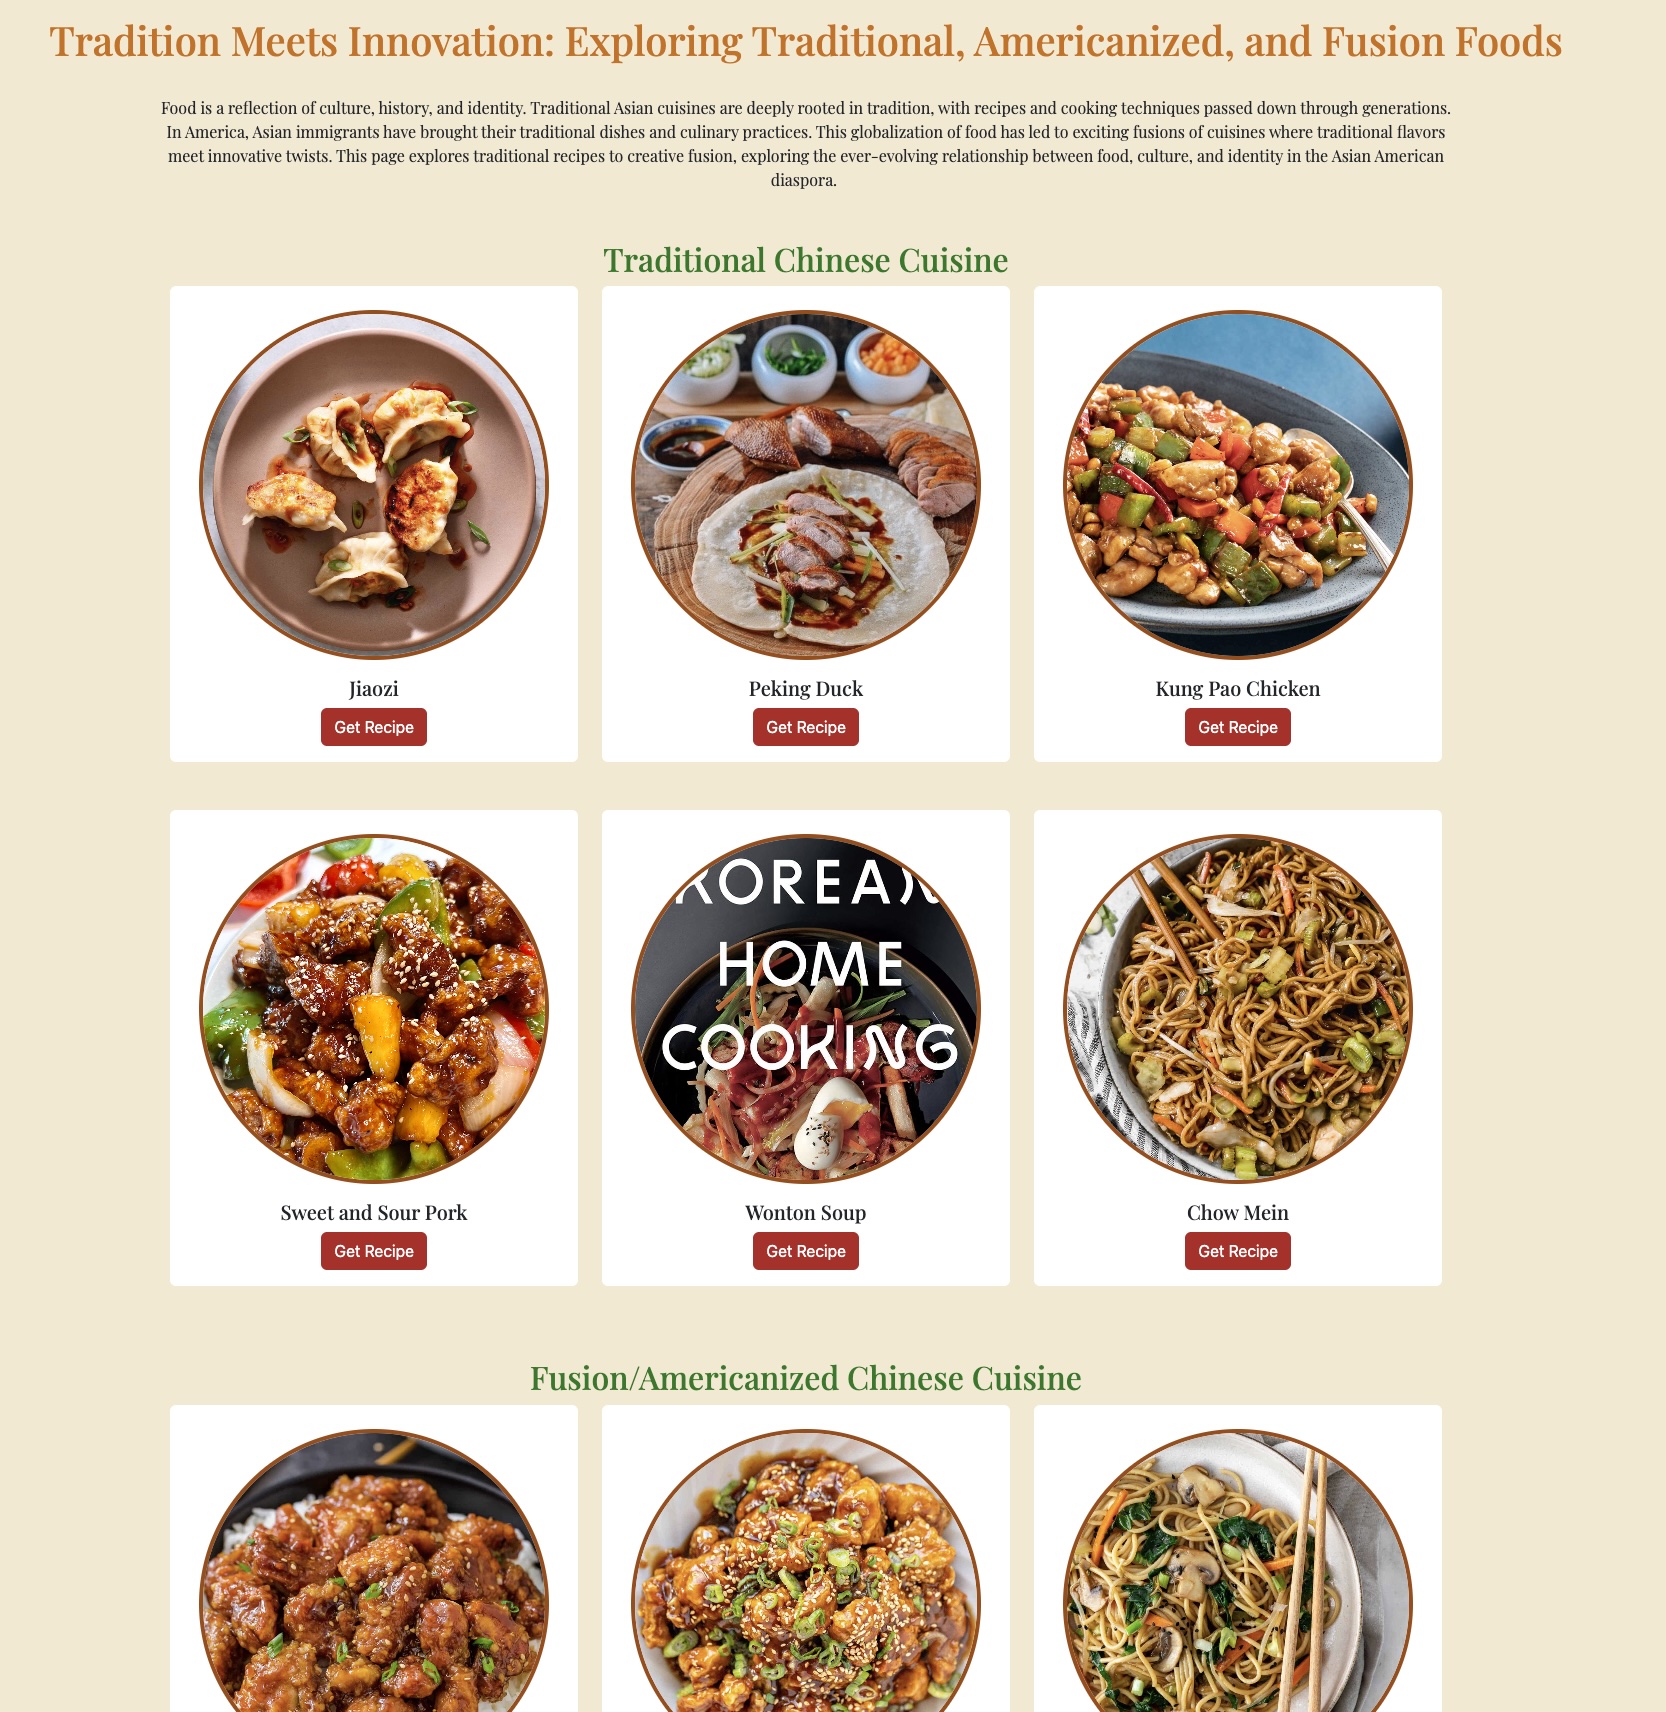 Tradition Meets Innovation: Exploring Traditional, Americanized, and Fusion Foods
Food is a reflection of culture, history, and identity. Traditional Asian cuisines are deeply rooted in tradition, with recipes and cooking techniques passed down through generations.
In America, Asian immigrants have brought their traditional dishes and culinary practices. This globalization of food has led to exciting fusions of cuisines where traditional flavors
meet innovative twists. This page explores traditional recipes to creative fusion, exploring the ever-evolving relationship between food, culture, and identity in the Asian American
diaspora.
Traditional Chinese Cuisine
Jiaozi
Get Recipe
Peking Duck
Get Recipe
Kung Pao Chicken
Get Recipe
KOREAN
HOME
COOKING
Sweet and Sour Pork
Get Recipe
Wonton Soup
Get Recipe
Chow Mein
Get Recipe
Fusion/Americanized Chinese Cuisine